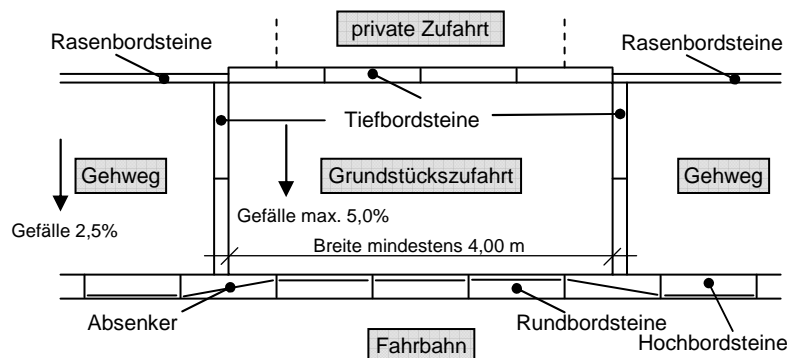 private Zufahrt
Rasenbordsteine
Rasenbordsteine
Tiefbordsteine
Gehweg
Grundstückszufahrt
Gehweg
Gefälle max. 5,0%
Gefälle 2,5%
Breite mindestens 4,00 m
Absenker
Rundbordsteine
Hochbordsteine
Fahrbahn